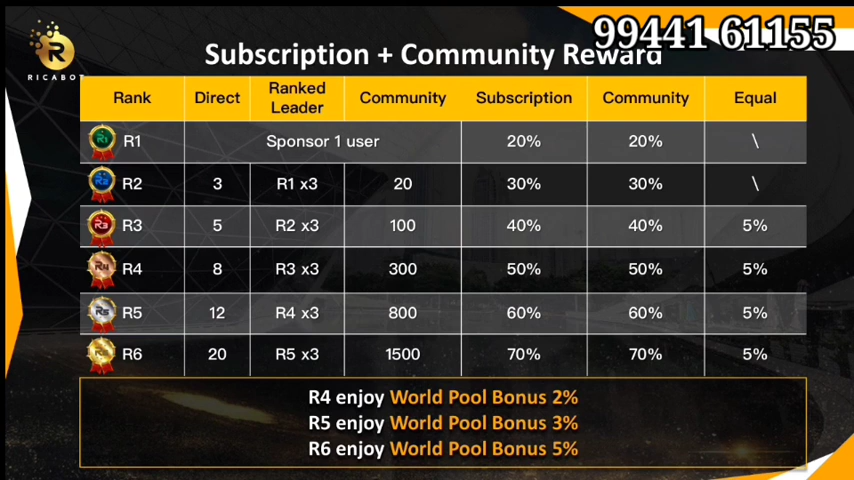 99441 61155
RICABOT
Subscription + Community Reward
Rank Direct Ranked Leader Community Subscription Community Equal
R1 Sponsor 1 user 20% 20% \
R2 3 R1 x3 20 30% 30% \
R3 5 R2 x3 100 40% 40% 5%
R4 8 R3 x3 300 50% 50% 5%
R5 12 R4 x3 800 60% 60% 5%
R6 20 R5 x3 1500 70% 70% 5%
R4 enjoy World Pool Bonus 2%
R5 enjoy World Pool Bonus 3%
R6 enjoy World Pool Bonus 5%